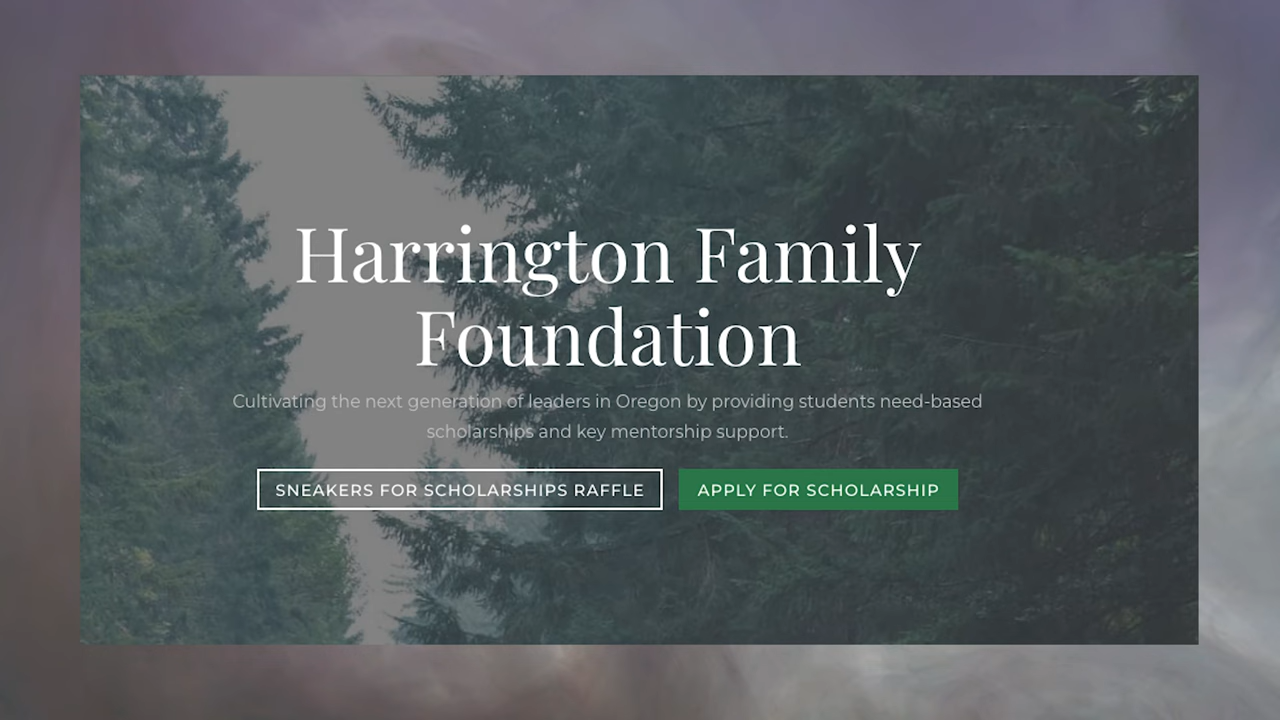 Harrington Family
Foundation
Cultivating the next generation of leaders in Oregon by providing students need-based
scholarships and key mentorship support.
SNEAKERS FOR SCHOLARSHIPS RAFFLE
APPLY FOR SCHOLARSHIP